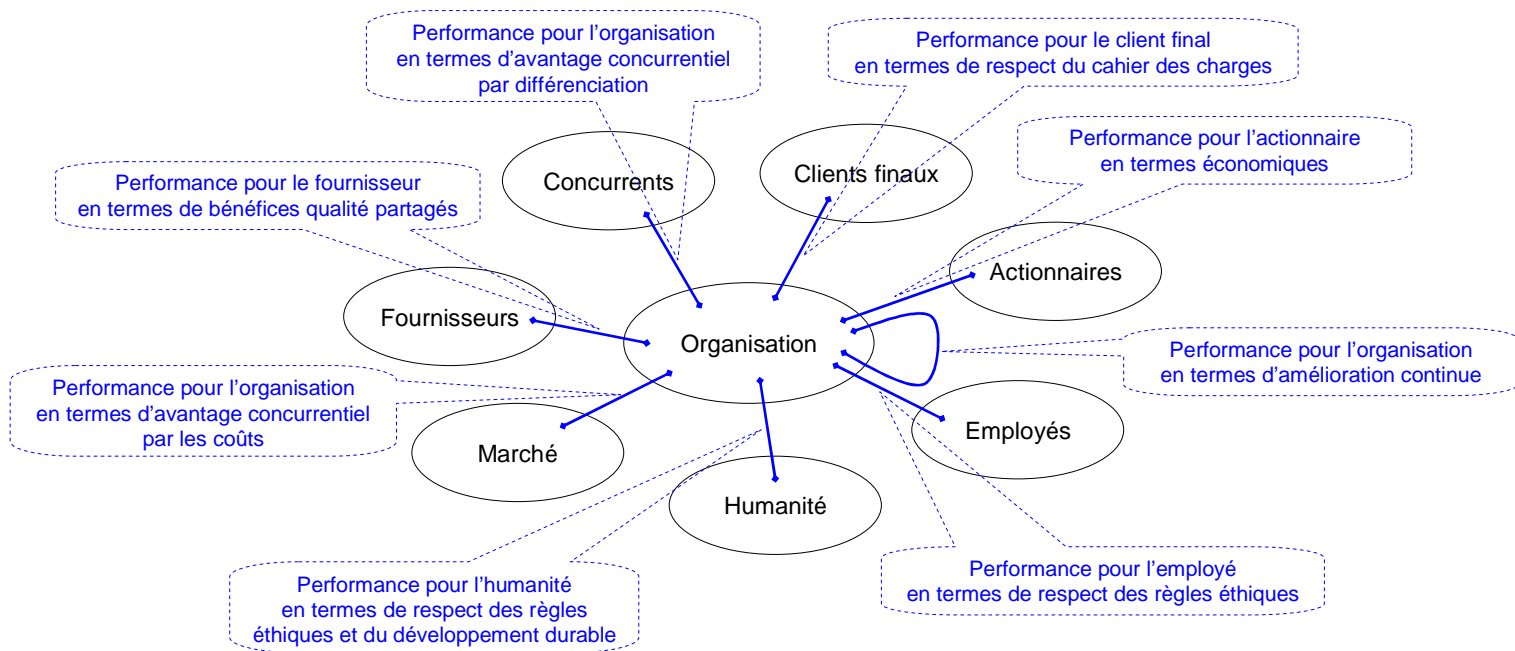 Performance pour l'organisation
en termes d'avantage concurrentiel
par différenciation
Performance pour le client final
en termes de respect du cahier des charges
Performance pour l'actionnaire
en termes économiques
Performance pour le fournisseur
en termes de bénéfices qualité partagés
Concurrents
Clients finaux
Actionnaires
Fournisseurs
Organisation
Performance pour l'organisation
en termes d'amélioration continue
Performance pour l'organisation
en termes d'avantage concurrentiel
par les coûts
Marché
Employés
Humanité
Performance pour l'humanité
en termes de respect des règles
éthiques et du développement durable
Performance pour l'employé
en termes de respect des règles éthiques